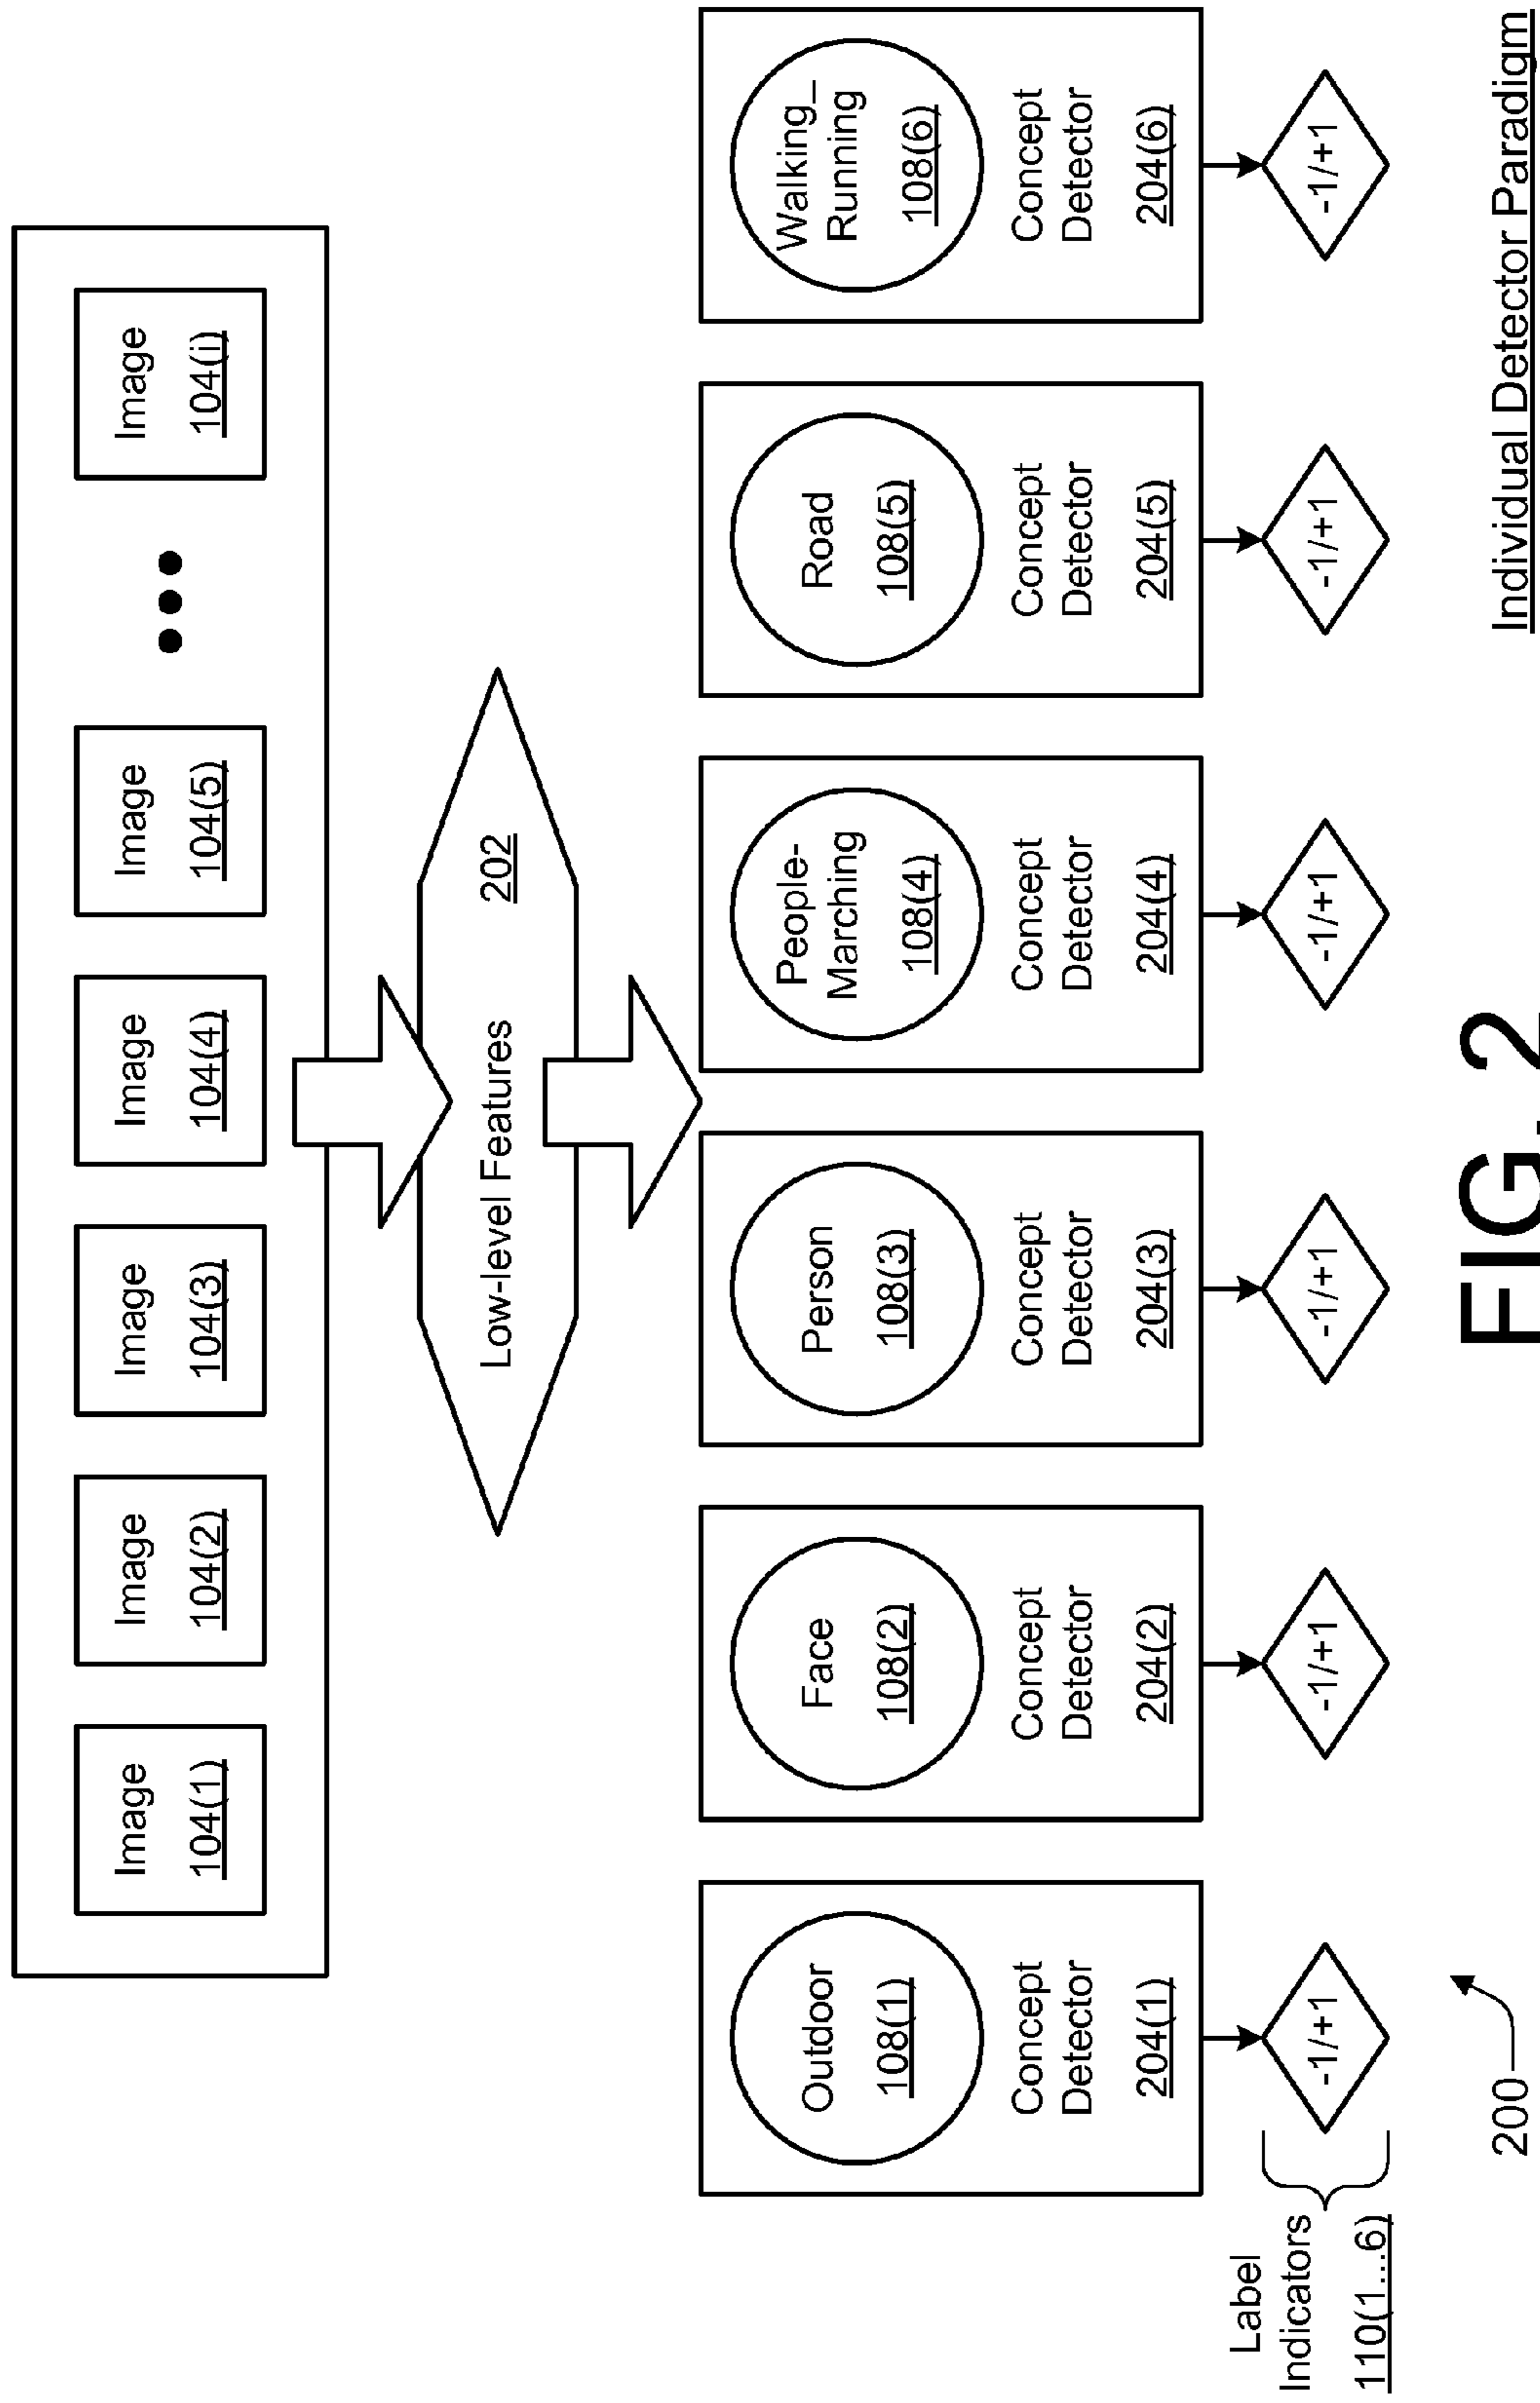 Image
104(1)
Image
104(2)
Image
104(3)
Image
104(4)
Image
104(5)
Image
104(i)
Low-level Features 202
Outdoor
108(1)
Concept
Detector
204(1)
Face
108(2)
Concept
Detector
204(2)
Person
108(3)
Concept
Detector
204(3)
People-
Marching
108(4)
Concept
Detector
204(4)
Road
108(5)
Concept
Detector
204(5)
Walking_
Running
108(6)
Concept
Detector
204(6)
Label
Indicators
110(1...6)
-1/+1
-1/+1
-1/+1
-1/+1
-1/+1
-1/+1
200
FIG. 2
Individual Detector Paradigm